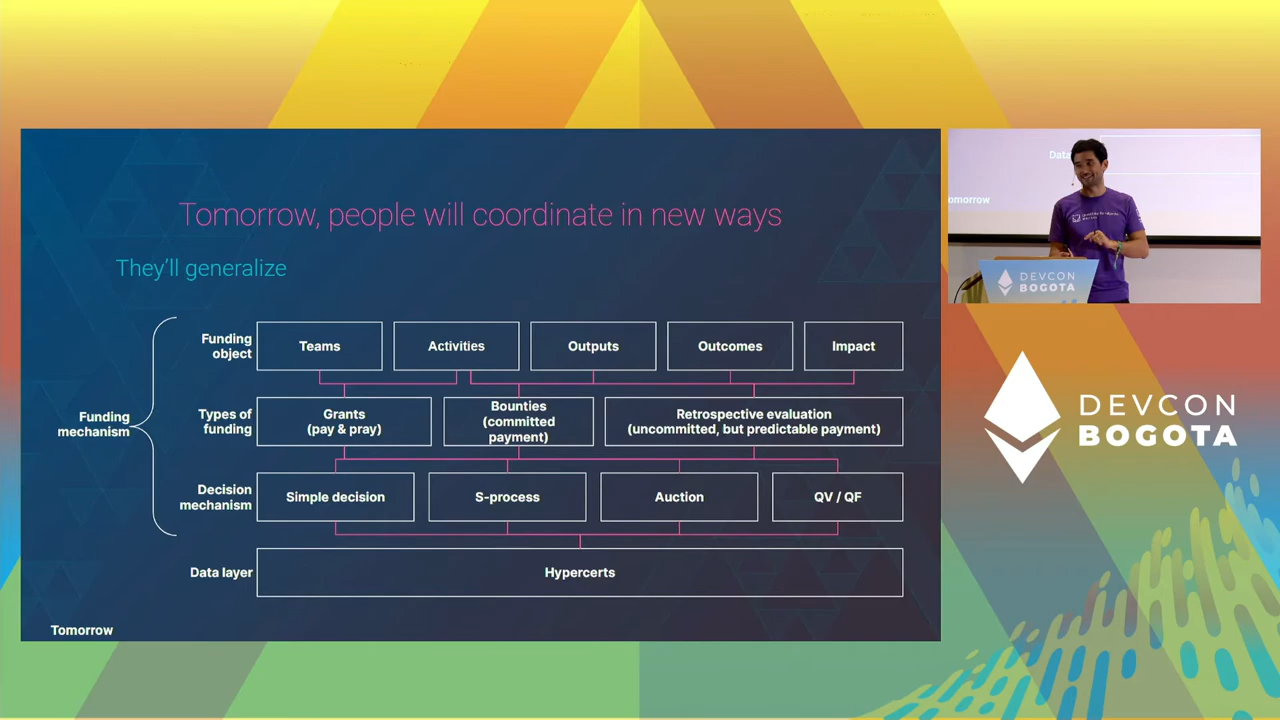 Tomorrow, people will coordinate in new ways
They'll generalize
Funding
mechanism
Funding
object
Teams
Activities
Outputs
Outcomes
Impact
Types of
funding
Grants
(pay & pray)
Bounties
(committed
payment)
Retrospective evaluation
(uncommitted, but predictable payment)
Decision
mechanism
Simple decision
S-process
Auction
QV / QF
Data layer
Hypercerts
Tomorrow
Data
omorrow
DEVCON
BOGOTA
DEVCON
BOGOTA